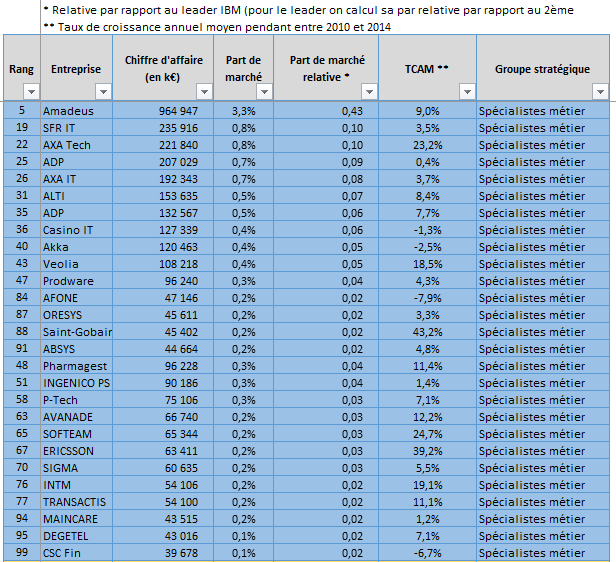 * Relative par rapport au leader IBM (pour le leader on calcul sa par relative par rapport au 2ème
** Taux de croissance annuel moyen pendant entre 2010 et 2014
Rang Entreprise Chiffre d'affaire (en k€) Part de marché Part de marché relative * TCAM ** Groupe stratégique
5 Amadeus 964 947 3,3% 0,43 9,0% Spécialistes métier
19 SFR IT 235 916 0,8% 0,10 3,5% Spécialistes métier
22 AXA Tech 221 840 0,8% 0,10 23,2% Spécialistes métier
25 ADP 207 029 0,7% 0,09 0,4% Spécialistes métier
26 AXA IT 192 343 0,7% 0,08 3,7% Spécialistes métier
31 ALTI 153 635 0,5% 0,07 8,4% Spécialistes métier
35 ADP 132 567 0,5% 0,06 7,7% Spécialistes métier
36 Casino IT 127 339 0,4% 0,06 -1,3% Spécialistes métier
40 Akka 120 463 0,4% 0,05 -2,5% Spécialistes métier
43 Veolia 108 218 0,4% 0,05 18,5% Spécialistes métier
47 Prodware 96 240 0,3% 0,04 4,3% Spécialistes métier
84 AFONE 47 146 0,2% 0,02 -7,9% Spécialistes métier
87 ORESYS 45 611 0,2% 0,02 3,3% Spécialistes métier
88 Saint-Gobain 45 402 0,2% 0,02 43,2% Spécialistes métier
91 ABSYS 44 664 0,2% 0,02 4,8% Spécialistes métier
48 Pharmagest 96 228 0,3% 0,04 11,4% Spécialistes métier
51 INGENICO PS 90 186 0,3% 0,04 1,4% Spécialistes métier
58 P-Tech 75 106 0,3% 0,03 7,1% Spécialistes métier
63 AVANADE 66 740 0,2% 0,03 12,2% Spécialistes métier
65 SOFTEAM 65 344 0,2% 0,03 24,7% Spécialistes métier
67 ERICSSON 63 411 0,2% 0,03 39,2% Spécialistes métier
70 SIGMA 60 635 0,2% 0,03 5,5% Spécialistes métier
76 INTM 54 106 0,2% 0,02 19,1% Spécialistes métier
77 TRANSACTIS 54 100 0,2% 0,02 11,1% Spécialistes métier
94 MAINCARE 43 515 0,2% 0,02 1,2% Spécialistes métier
95 DEGETEL 43 016 0,1% 0,02 7,1% Spécialistes métier
99 CSC Fin 39 678 0,1% 0,02 -6,7% Spécialistes métier